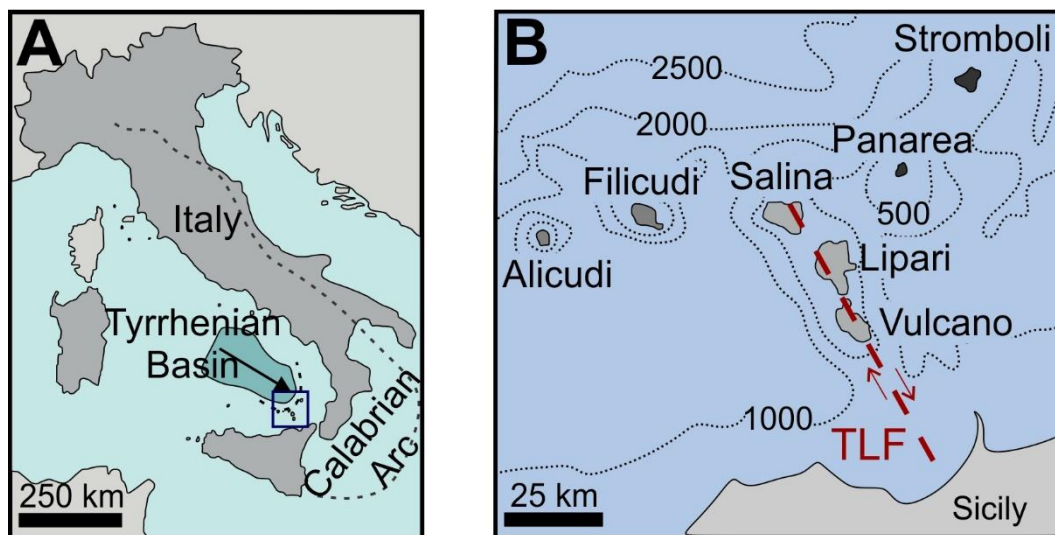 A
Italy
Tyrrhenian
Basin
Calabrian
Arc
250 km
B
Stromboli
2500
2000
Panarea
Filicudi
Salina
500
Alicudi
Lipari
Vulcano
1000
TLF
25 km
Sicily